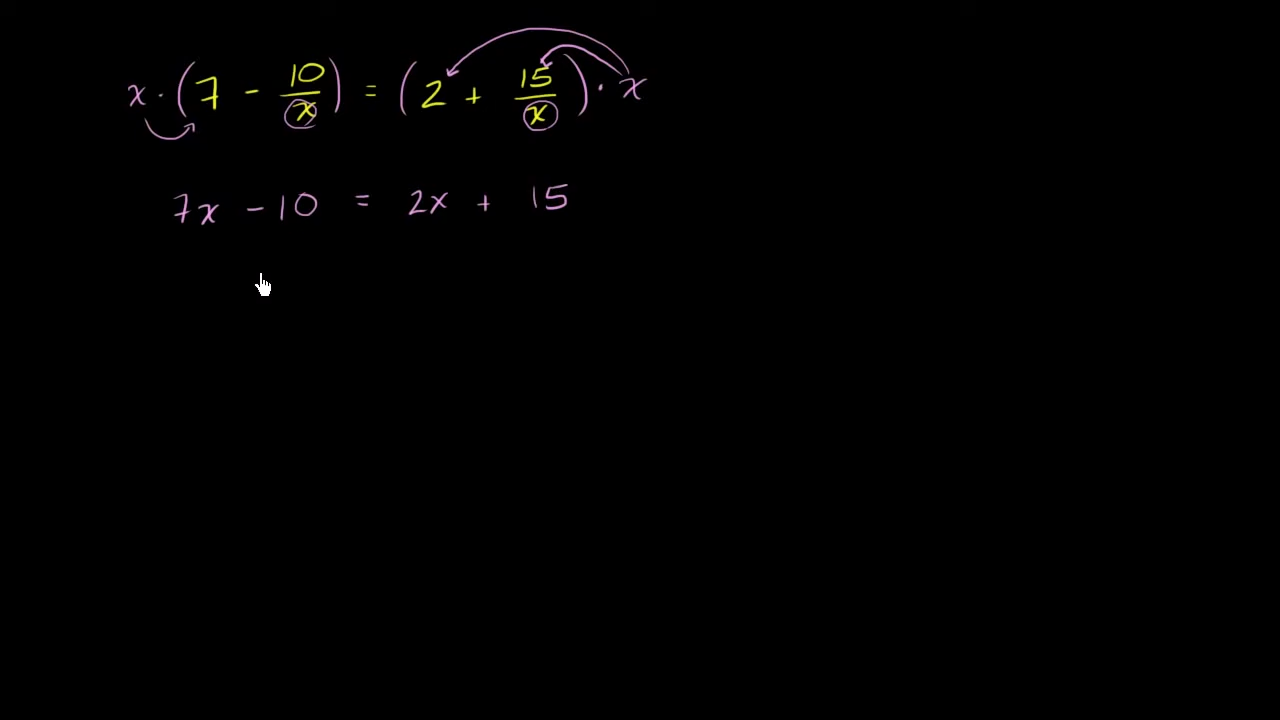 x · (7 - 10/x) = (2 + 15/x) · x
7x - 10 = 2x + 15